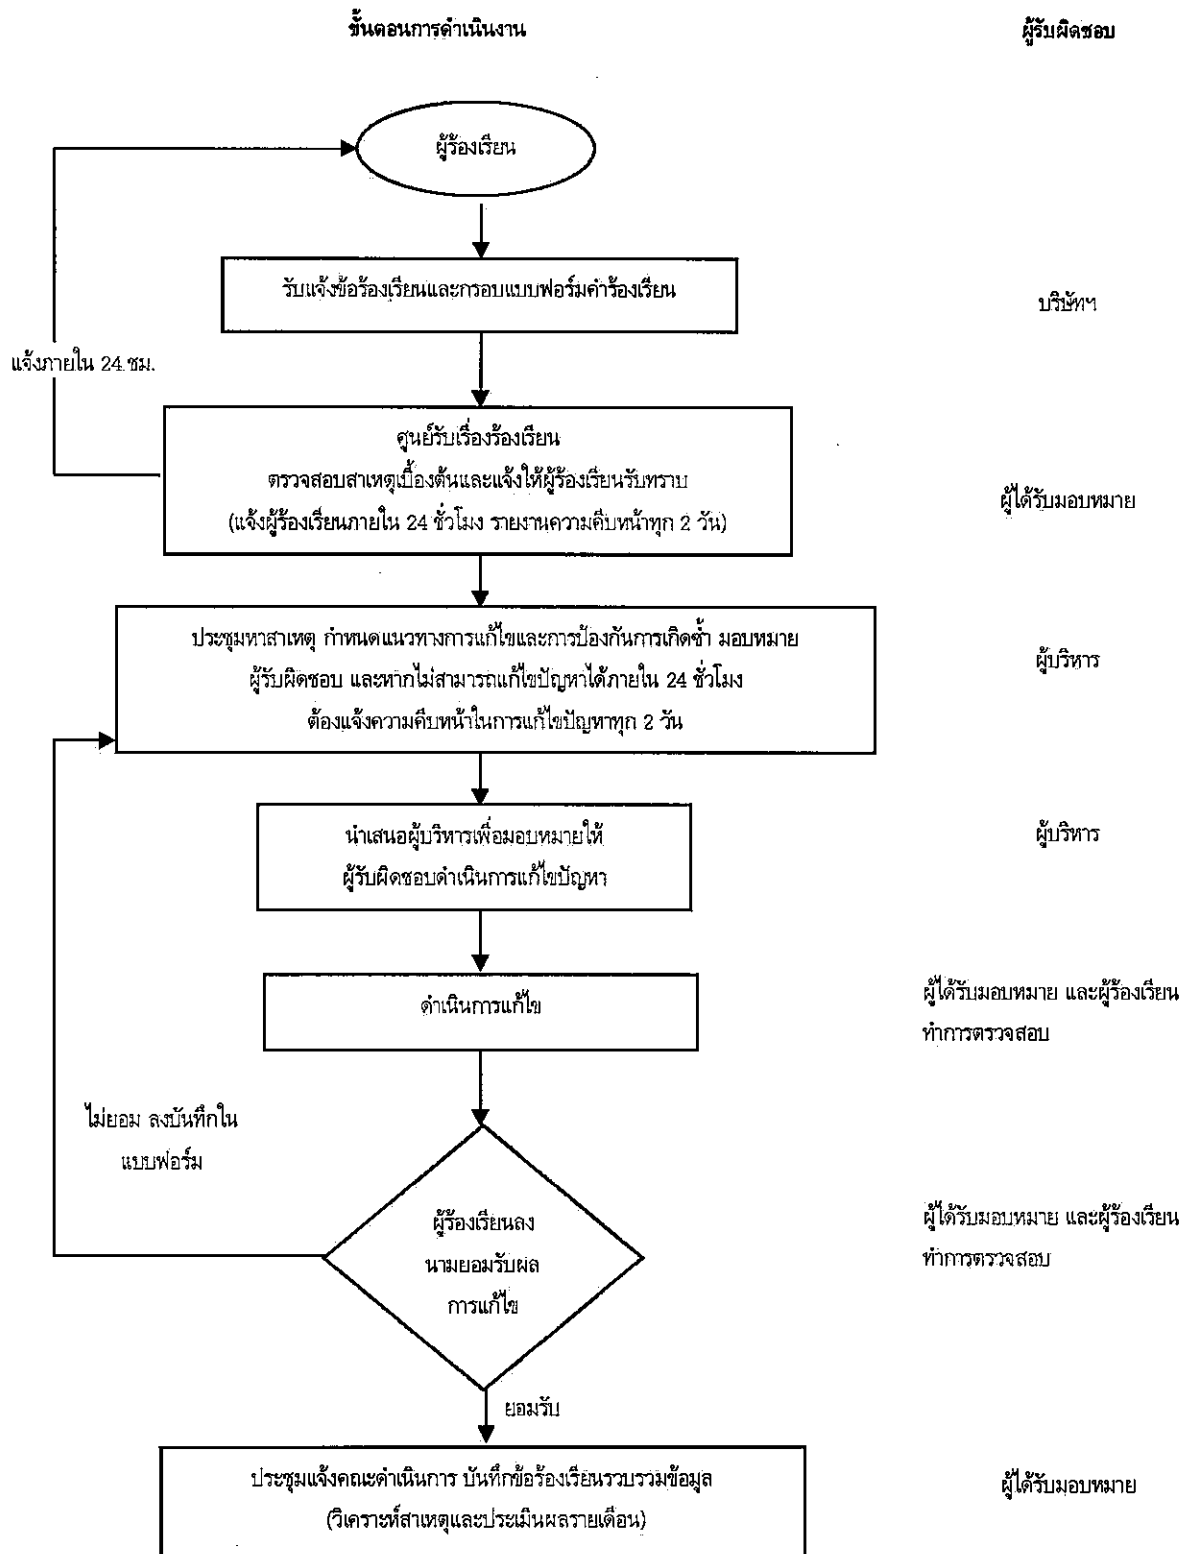 ขั้นตอนการดำเนินงาน
ผู้รับผิดชอบ
ผู้ร้องเรียน
รับแจ้งข้อร้องเรียนและกรอบแบบฟอร์มคำร้องเรียน
บริษัทฯ
แจ้งภายใน 24 ชม.
ศูนย์รับเรื่องร้องเรียน
ตรวจสอบสาเหตุเบื้องต้นและแจ้งให้ผู้ร้องเรียนรับทราบ
(แจ้งผู้ร้องเรียนภายใน 24 ชั่วโมง รายงานความคืบหน้าทุก 2 วัน)
ผู้ได้รับมอบหมาย
ประชุมหาสาเหตุ กำหนดแนวทางการแก้ไขและการป้องกันการเกิดซ้ำ มอบหมาย
ผู้รับผิดชอบ และหากไม่สามารถแก้ไขปัญหาได้ภายใน 24 ชั่วโมง
ต้องแจ้งความคืบหน้าในการแก้ไขปัญหาทุก 2 วัน
ผู้บริหาร
นำเสนอผู้บริหารเพื่อมอบหมายให้
ผู้รับผิดชอบดำเนินการแก้ไขปัญหา
ผู้บริหาร
ดำเนินการแก้ไข
ผู้ได้รับมอบหมาย และผู้ร้องเรียน
ทำการตรวจสอบ
ไม่ยอม ลงบันทึกใน
แบบฟอร์ม
ผู้ร้องเรียนลง
นามยอมรับผล
การแก้ไข
ผู้ได้รับมอบหมาย และผู้ร้องเรียน
ทำการตรวจสอบ
ยอมรับ
ประชุมแจ้งคณะดำเนินการ บันทึกข้อร้องเรียนรวบรวมข้อมูล
(วิเคราะห์สาเหตุและประเมินผลรายเดือน)
ผู้ได้รับมอบหมาย